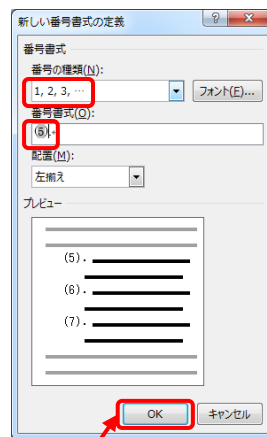 新しい番号書式の定義
番号書式
番号の種類(N):
1, 2, 3, …
フォント(F)...
番号書式(O):
(5).
配置(M):
左揃え
プレビュー
(5).
(6).
(7).
OK
キャンセル